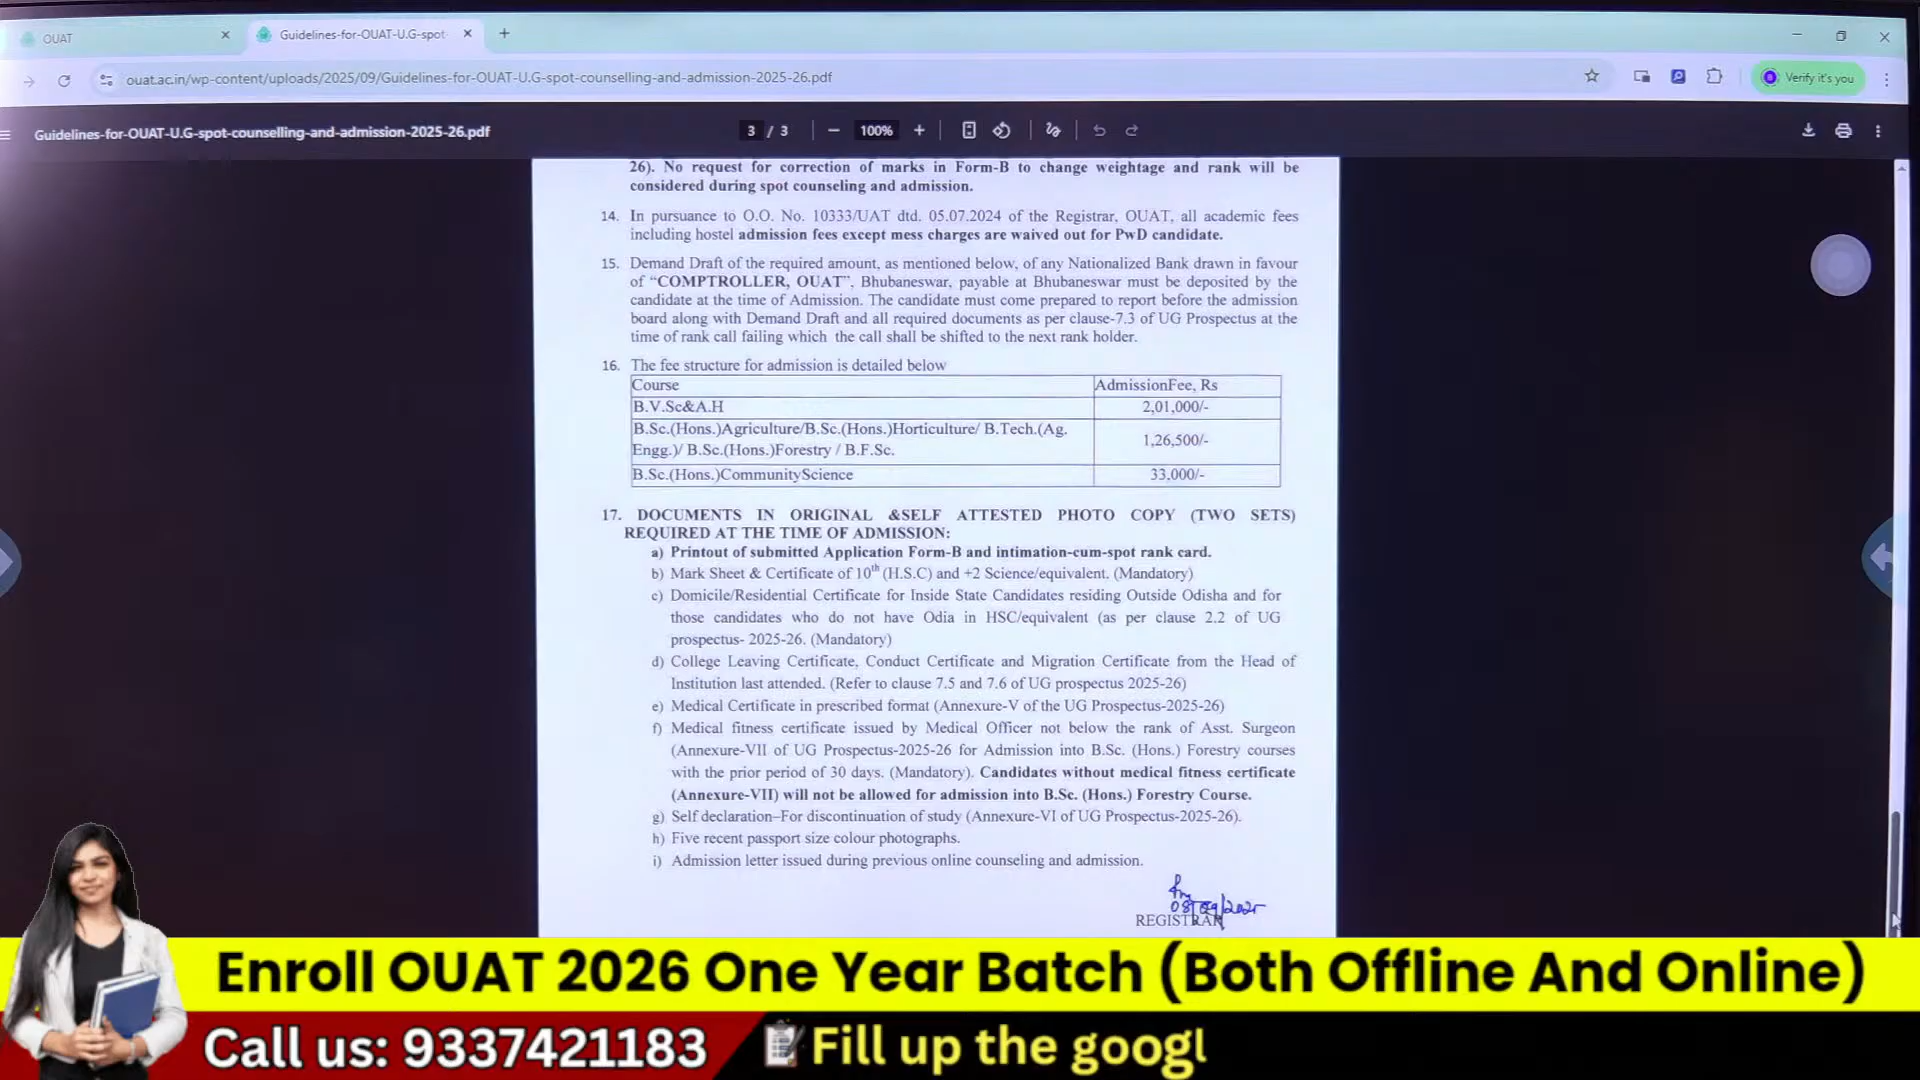 OUAT
Guidelines-for-OUAT-U.G-spot-
ouat.ac.in/wp-content/uploads/2025/09/Guidelines-for-OUAT-U.G-spot-counselling-and-admission-2025-26.pdf
Verify it's you
Guidelines-for-OUAT-U.G-spot-counselling-and-admission-2025-26.pdf
3 / 3
100%
26). No request for correction of marks in Form-B to change weightage and rank will be
considered during spot counseling and admission.
14. In pursuance to O.O. No. 10333/UAT dtd. 05.07.2024 of the Registrar, OUAT, all academic fees
including hostel admission fees except mess charges are waived out for PwD candidate.
15. Demand Draft of the required amount, as mentioned below, of any Nationalized Bank drawn in favour
of "COMPTROLLER, OUAT", Bhubaneswar, payable at Bhubaneswar must be deposited by the
candidate at the time of Admission. The candidate must come prepared to report before the admission
board along with Demand Draft and all required documents as per clause-7.3 of UG Prospectus at the
time of rank call failing which the call shall be shifted to the next rank holder.
16. The fee structure for admission is detailed below
Course AdmissionFee, Rs
B.V.Sc&A.H 2,01,000/-
B.Sc.(Hons.)Agriculture/B.Sc.(Hons.)Horticulture/ B.Tech.(Ag.
Engg.)/ B.Sc.(Hons.)Forestry / B.F.Sc. 1,26,500/-
B.Sc.(Hons.)CommunityScience 33,000/-
17. DOCUMENTS IN ORIGINAL &SELF ATTESTED PHOTO COPY (TWO SETS)
REQUIRED AT THE TIME OF ADMISSION:
a) Printout of submitted Application Form-B and intimation-cum-spot rank card.
b) Mark Sheet & Certificate of 10th (H.S.C) and +2 Science/equivalent. (Mandatory)
c) Domicile/Residential Certificate for Inside State Candidates residing Outside Odisha and for
those candidates who do not have Odia in HSC/equivalent (as per clause 2.2 of UG
prospectus- 2025-26. (Mandatory)
d) College Leaving Certificate, Conduct Certificate and Migration Certificate from the Head of
Institution last attended. (Refer to clause 7.5 and 7.6 of UG prospectus 2025-26)
e) Medical Certificate in prescribed format (Annexure-V of the UG Prospectus-2025-26)
f) Medical fitness certificate issued by Medical Officer not below the rank of Asst. Surgeon
(Annexure-VII of UG Prospectus-2025-26 for Admission into B.Sc. (Hons.) Forestry courses
with the prior period of 30 days. (Mandatory). Candidates without medical fitness certificate
(Annexure-VII) will not be allowed for admission into B.Sc. (Hons.) Forestry Course.
g) Self declaration–For discontinuation of study (Annexure-VI of UG Prospectus-2025-26).
h) Five recent passport size colour photographs.
i) Admission letter issued during previous online counseling and admission.
08/09/2025
REGISTRAR
Enroll OUAT 2026 One Year Batch (Both Offline And Online)
Call us: 9337421183
Fill up the googl